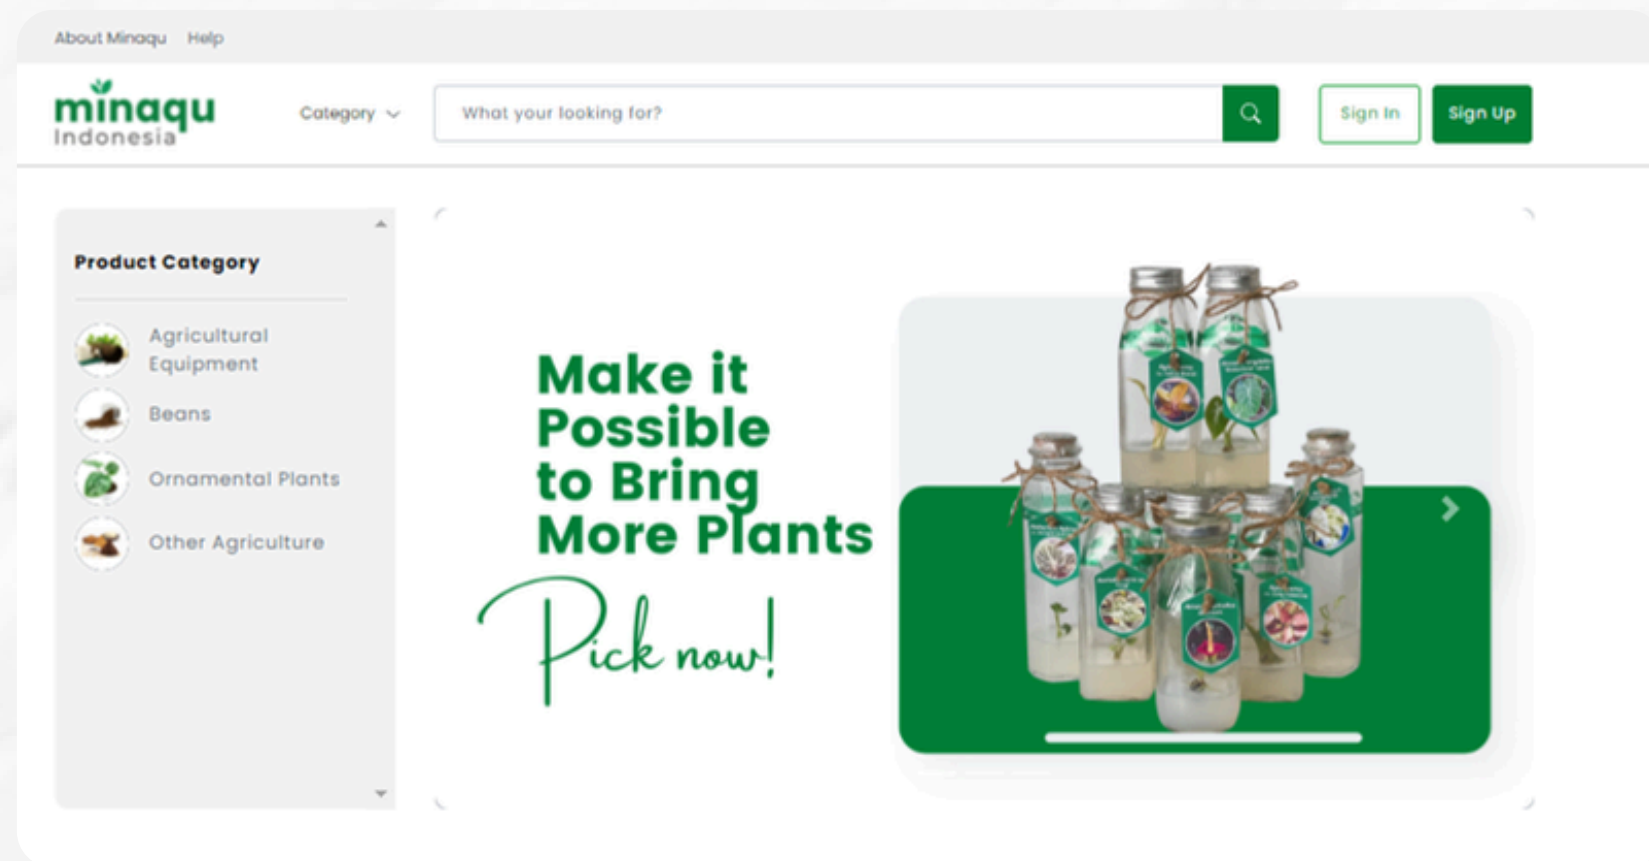 About Minaqu Help
minaqu
Indonesia
Category
What your looking for?
Sign In
Sign Up
Product Category
Agricultural
Equipment
Beans
Ornamental Plants
Other Agriculture
Make it
Possible
to Bring
More Plants
Pick now!